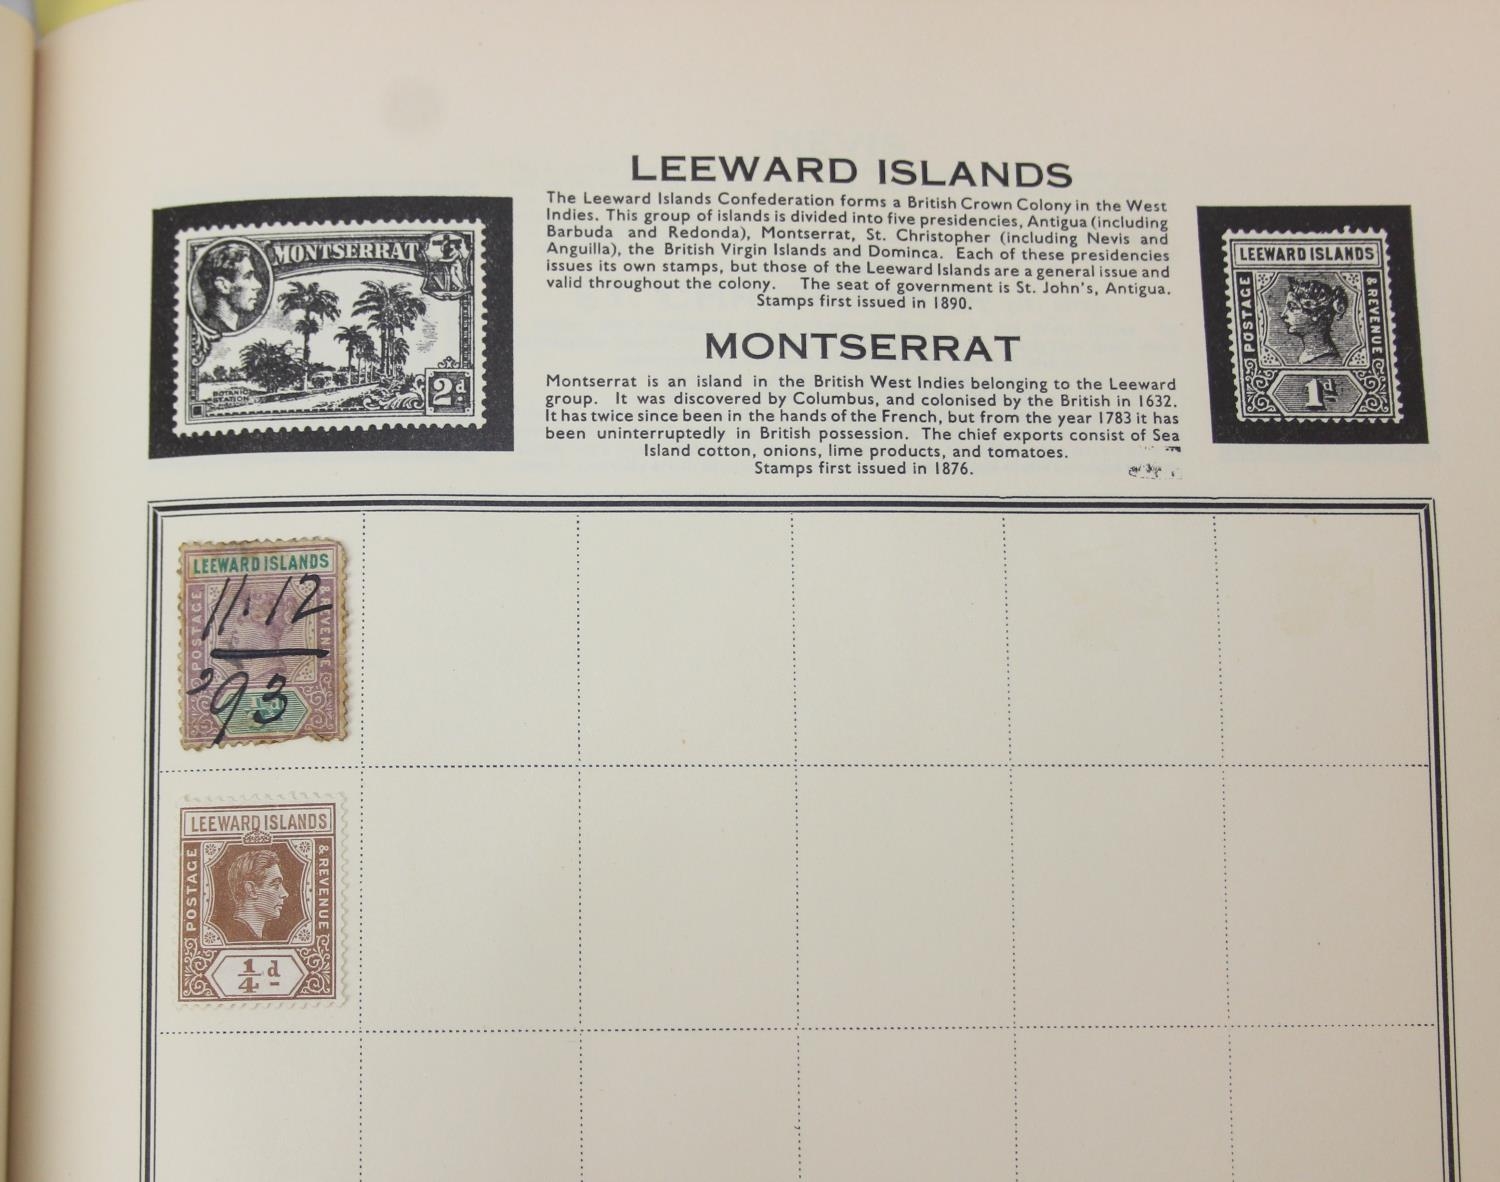 LEEWARD ISLANDS
The Leeward Islands Confederation forms a British Crown Colony in the West
Indies. This group of islands is divided into five presidencies, Antigua (including
Barbuda and Redonda), Montserrat, St. Christopher (including Nevis and
Anguilla), the British Virgin Islands and Dominca. Each of these presidencies
issues its own stamps, but those of the Leeward Islands are a general issue and
valid throughout the colony. The seat of government is St. John's, Antigua.
Stamps first issued in 1890.
MONTSERRAT
Montserrat is an island in the British West Indies belonging to the Leeward
group. It was discovered by Columbus, and colonised by the British in 1632.
It has twice since been in the hands of the French, but from the year 1783 it has
been uninterruptedly in British possession. The chief exports consist of Sea
Island cotton, onions, lime products, and tomatoes.
Stamps first issued in 1876.
MONTSERRAT
BOTANIC
STATION
2d
LEEWARD ISLANDS
POSTAGE
& REVENUE
1d
LEEWARD ISLANDS
POSTAGE
& REVENUE
11.12
'93
LEEWARD ISLANDS
POSTAGE
& REVENUE
1/4 d